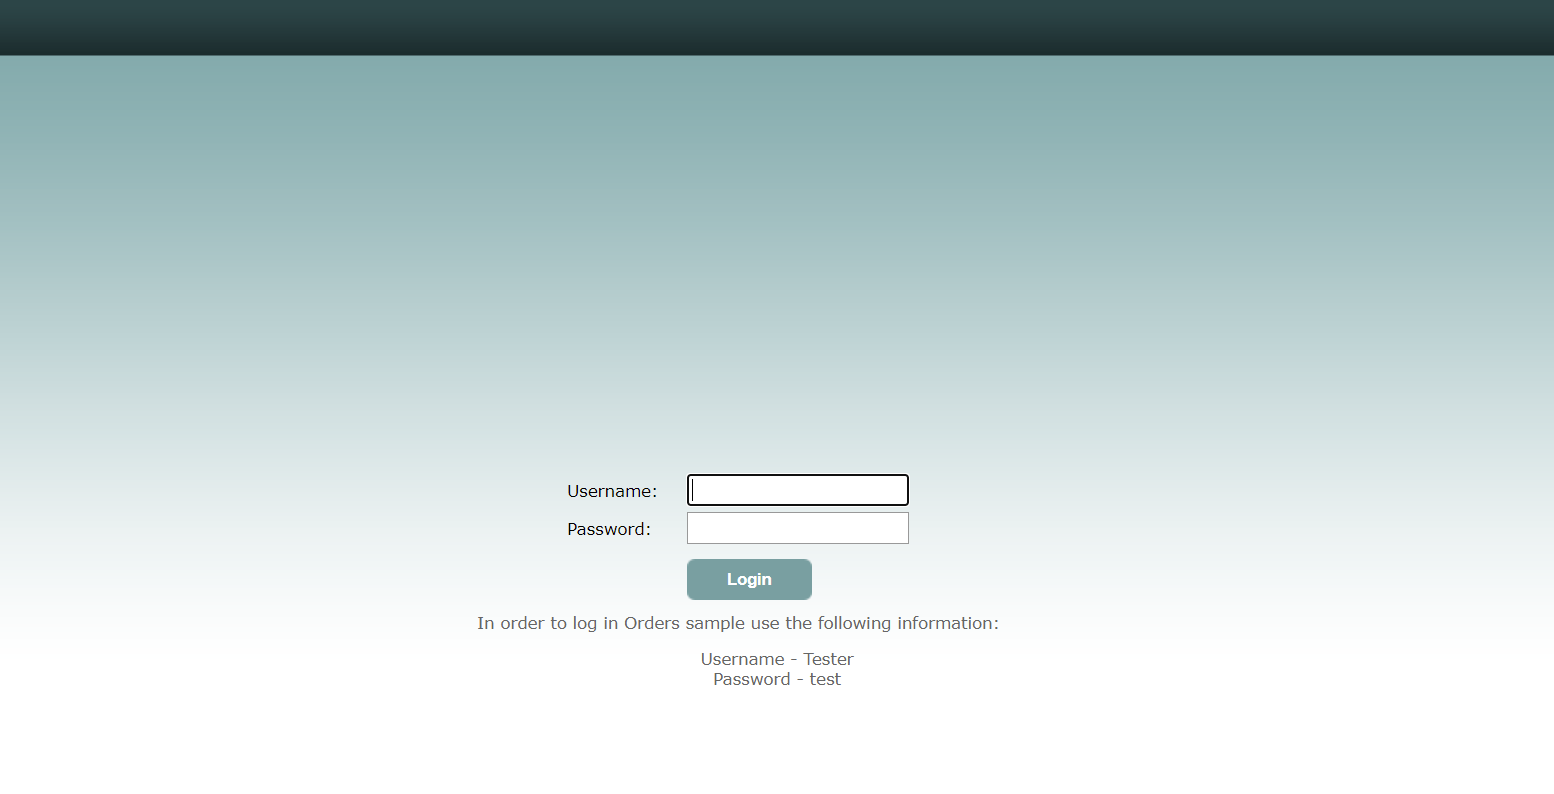 Username:
Password:
Login
In order to log in Orders sample use the following information:
Username - Tester
Password - test